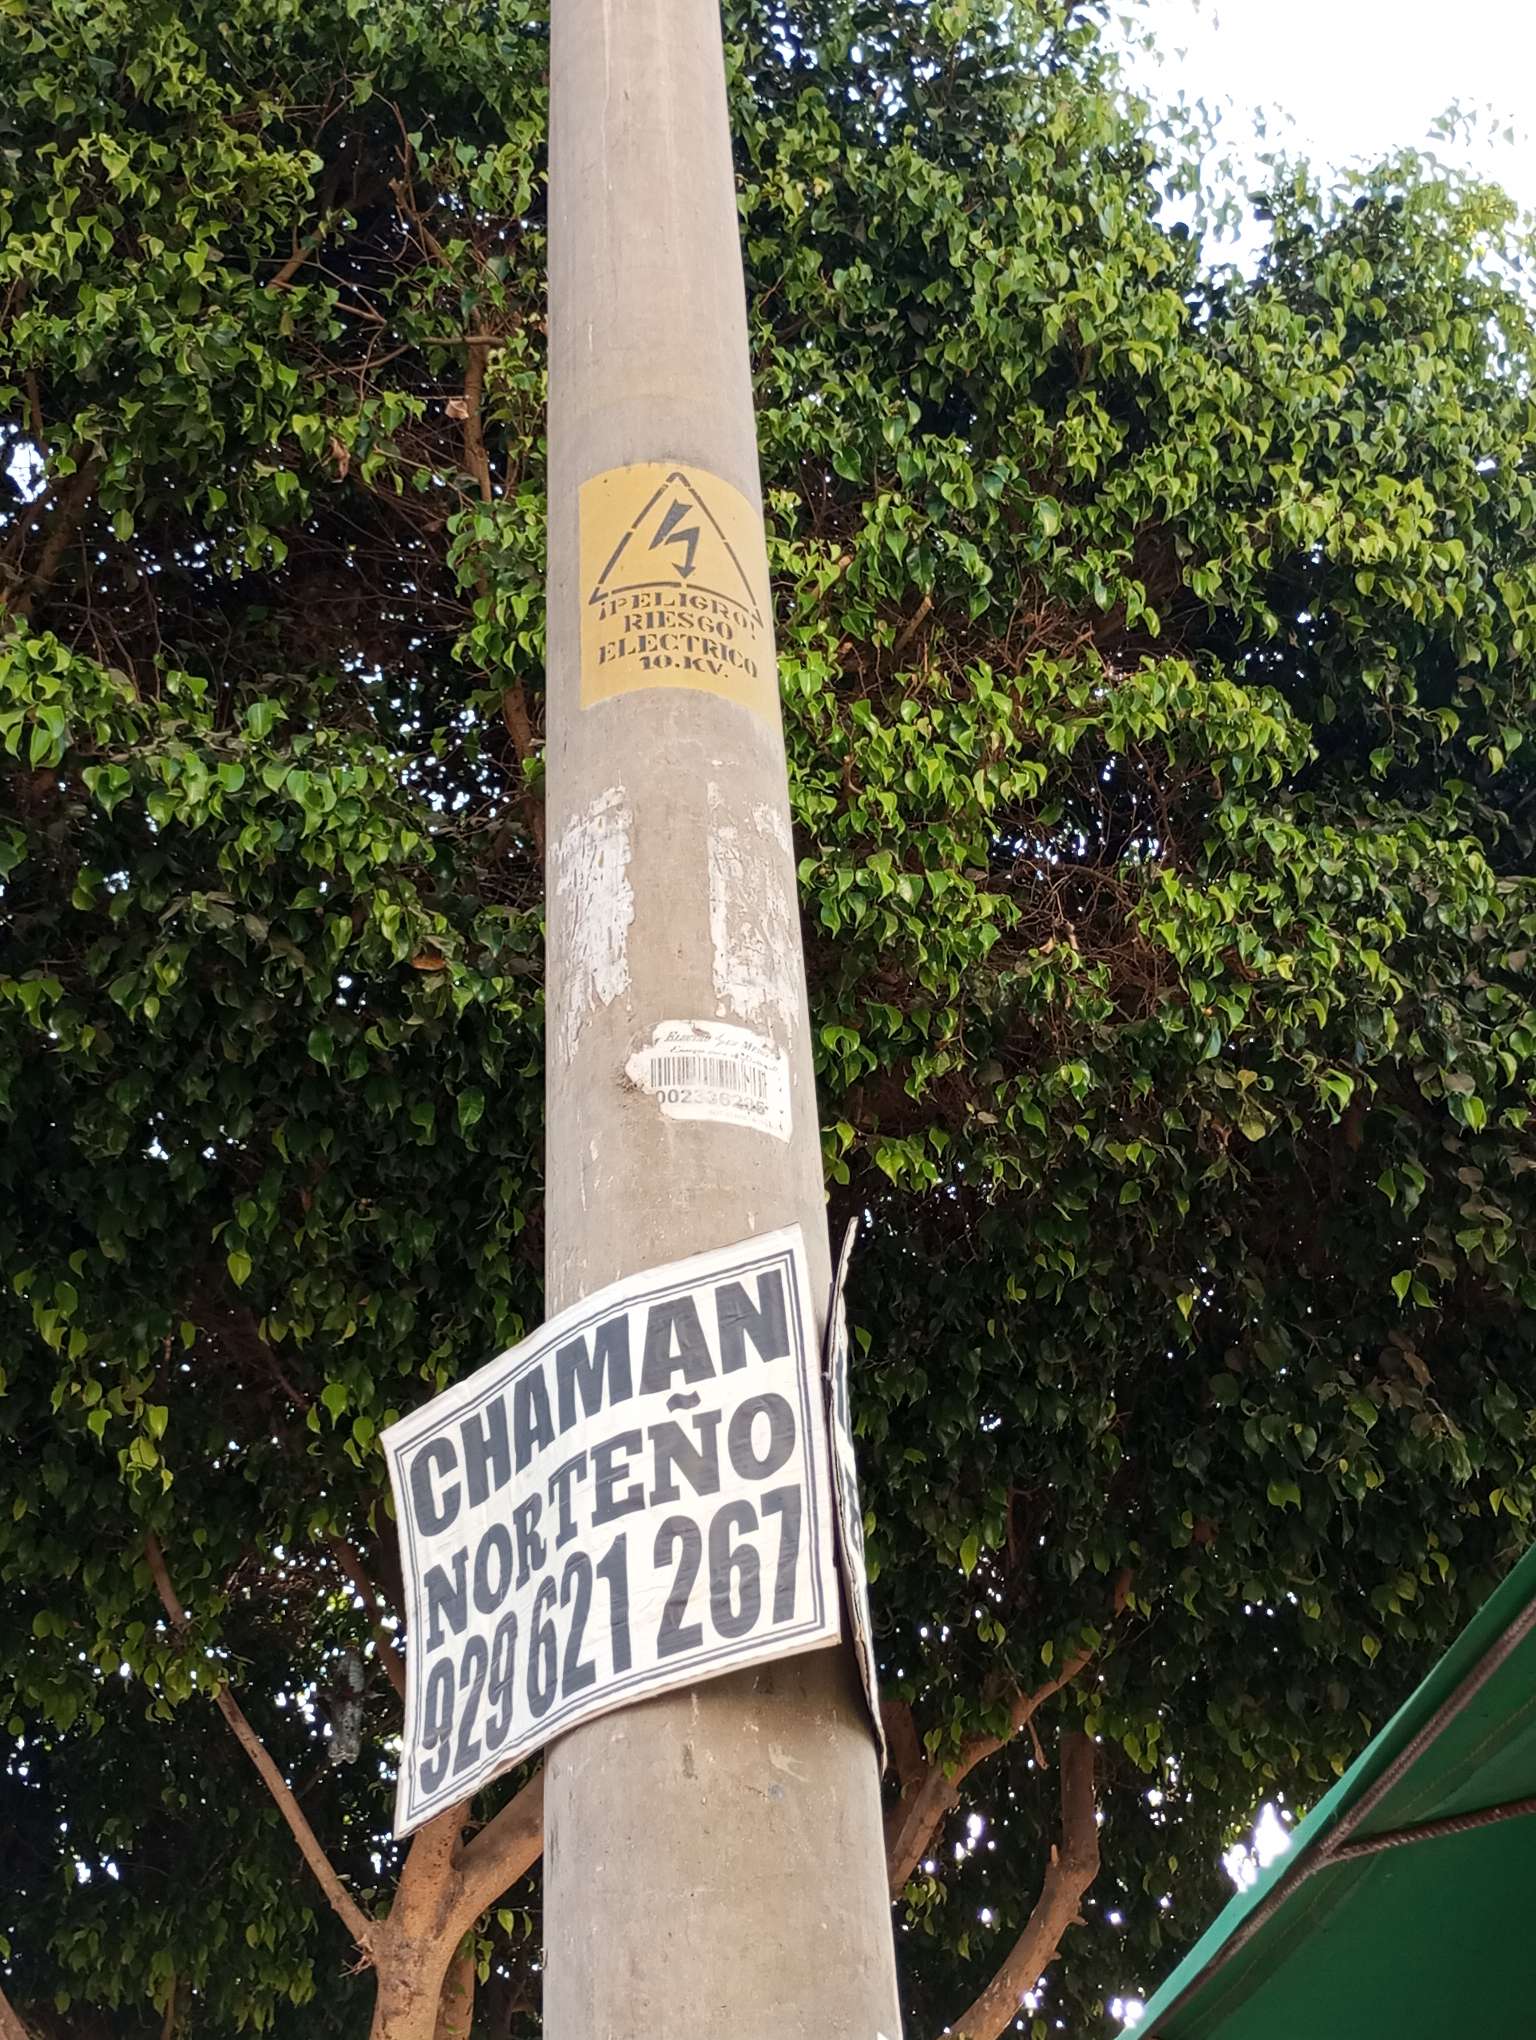 ¡PELIGRO!
RIESGO
ELECTRICO
10.KV.
CHAMAN
NORTEÑO
929 621 267